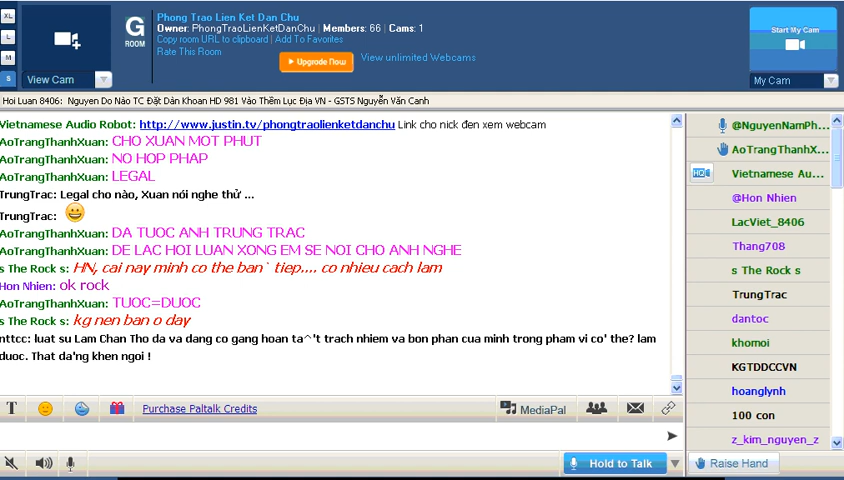 XL
L
M
S
View Cam
G
ROOM
Phong Trao Lien Ket Dan Chu
Owner: PhongTraoLienKetDanChu | Members: 66 | Cams: 1
Copy room URL to clipboard | Add To Favorites
Rate This Room
Upgrade Now
View unlimited Webcams
Start My Cam
My Cam
Hoi Luan 8406: Nguyen Do Nào TC Đặt Dàn Khoan HD 981 Vào Thềm Lục Địa VN - GSTS Nguyễn Văn Canh
Vietnamese Audio Robot: http://www.justin.tv/phongtraolienketdanchu Link cho nick đen xem webcam
AoTrangThanhXuan: CHO XUAN MOT PHUT
AoTrangThanhXuan: NO HOP PHAP
AoTrangThanhXuan: LEGAL
TrungTrac: Legal cho nào, Xuan nói nghe thử ...
TrungTrac:
AoTrangThanhXuan: DA TUOC ANH TRUNG TRAC
AoTrangThanhXuan: DE LAC HOI LUAN XONG EM SE NOI CHO ANH NGHE
s The Rock s: HN, cai nay minh co the ban` tiep.... co nhieu cach lam
Hon Nhien: ok rock
AoTrangThanhXuan: TUOC=DUOC
s The Rock s: kg nen ban o day
nttcc: luat su Lam Chan Tho da va dang co gang hoan ta^'t trach nhiem va bon phan cua minh trong pham vi co' the? lam
duoc. That da'ng khen ngoi !
@NguyenNamPh...
AoTrangThanhX...
HQ
Vietnamese Au...
@Hon Nhien
LacViet_8406
Thang708
s The Rock s
TrungTrac
dantoc
khomoi
KGTDDCCVN
hoanglynh
100 con
z_kim_nguyen_z
T
Purchase Paltalk Credits
MediaPal
Hold to Talk
Raise Hand